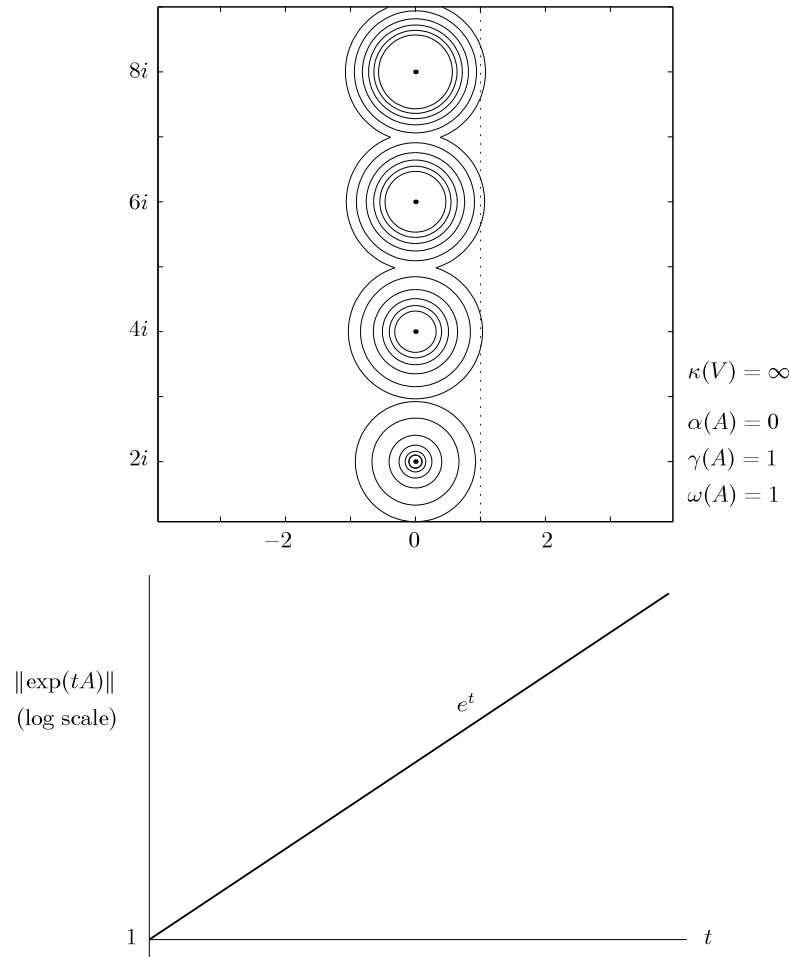 8i
6i
4i
2i
−2
0
2
κ(V) = ∞
α(A) = 0
γ(A) = 1
ω(A) = 1
‖exp(tA)‖
(log scale)
e^t
1
t